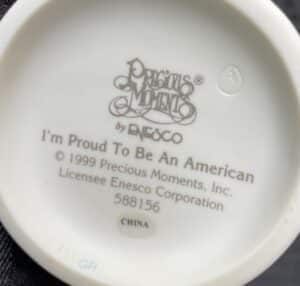 PRECIOUS
MOMENTS®
by ENESCO
I'm Proud To Be An American
© 1999 Precious Moments, Inc.
Licensee Enesco Corporation
588156
CHINA